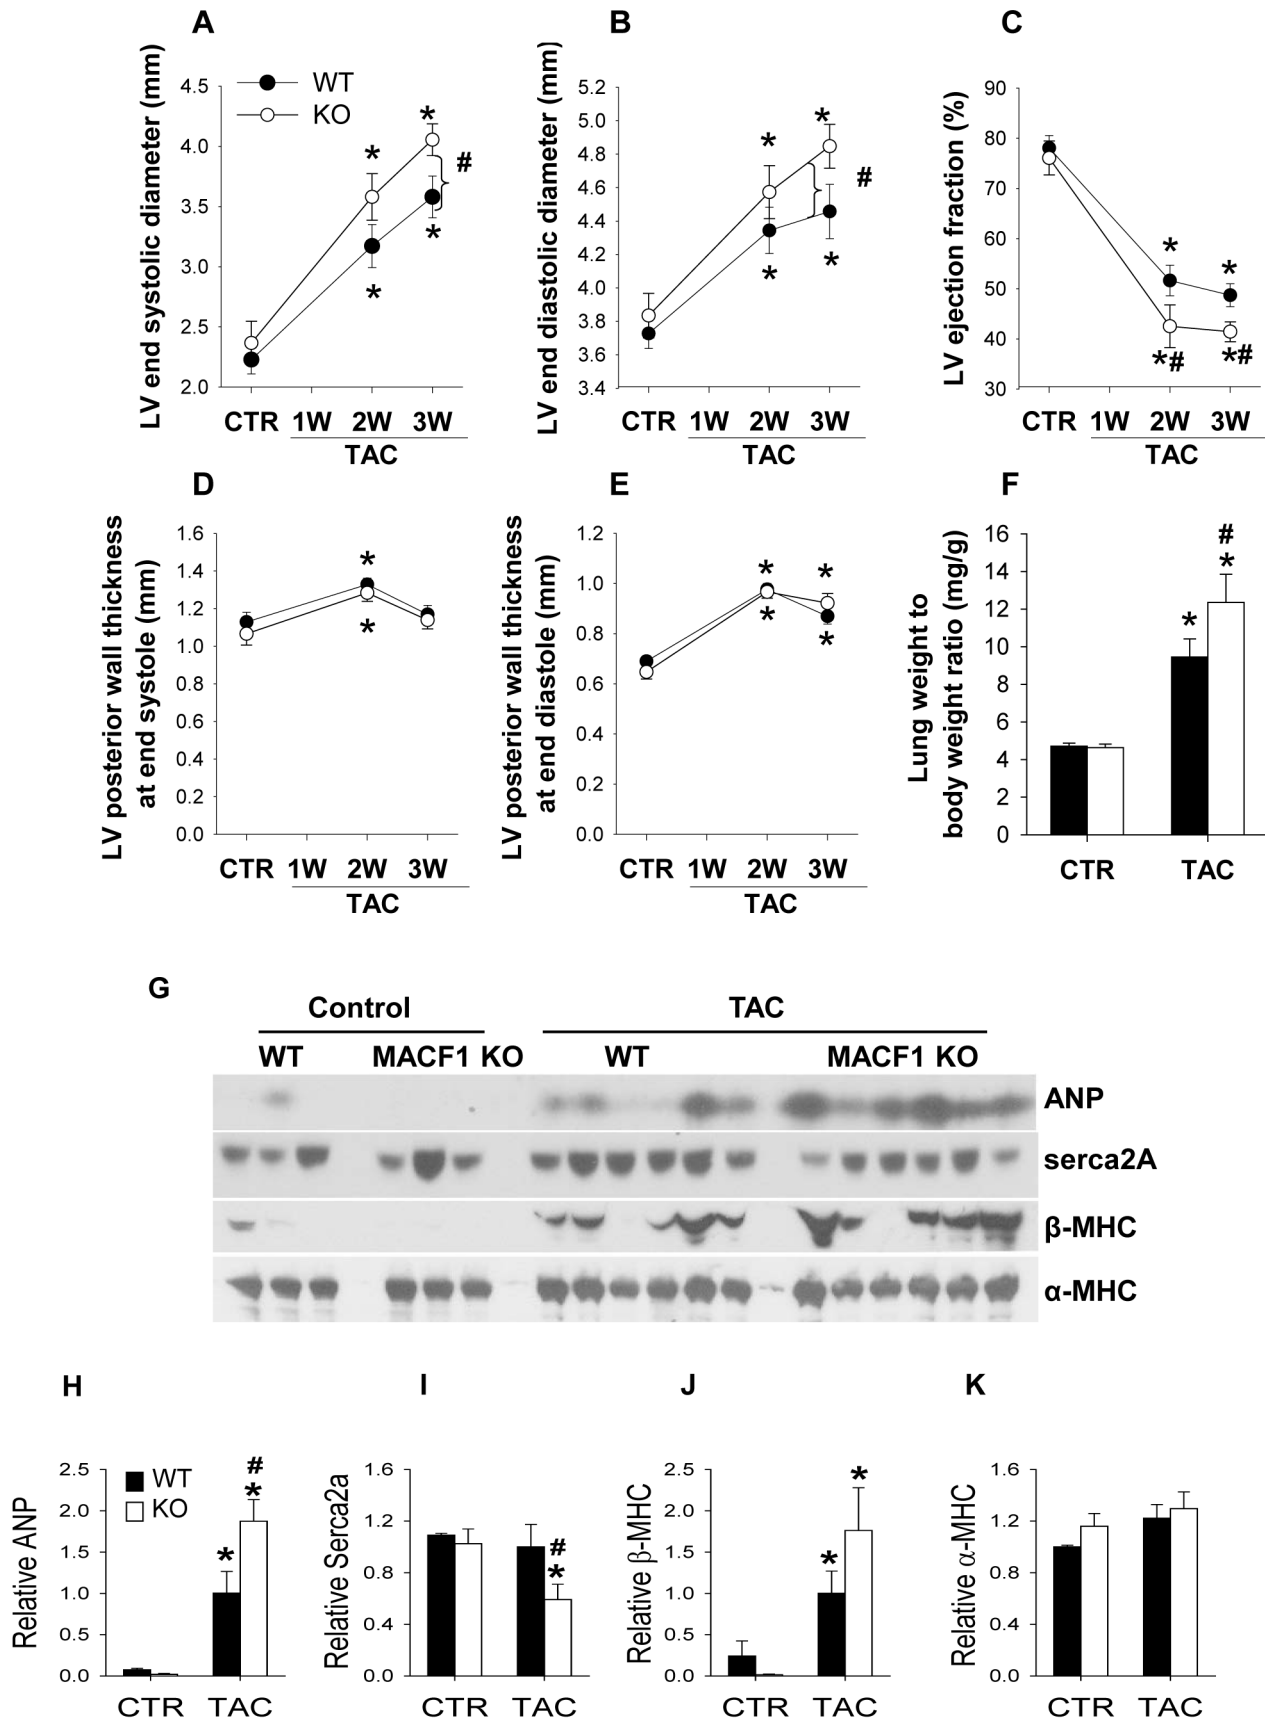 A
B
C
LV end systolic diameter (mm)
4.5
4.0
3.5
3.0
2.5
2.0
WT
KO
*
*
#
*
*
CTR 1W 2W 3W
TAC
LV end diastolic diameter (mm)
5.2
5.0
4.8
4.6
4.4
4.2
4.0
3.8
3.6
3.4
*
*
#
*
*
CTR 1W 2W 3W
TAC
LV ejection fraction (%)
90
80
70
60
50
40
30
*
*
*#
*#
CTR 1W 2W 3W
TAC
D
E
F
LV posterior wall thickness
at end systole (mm)
1.6
1.4
1.2
1.0
0.8
0.6
0.4
0.2
0.0
*
*
CTR 1W 2W 3W
TAC
LV posterior wall thickness
at end diastole (mm)
1.2
1.0
0.8
0.6
0.4
0.2
0.0
*
*
*
*
CTR 1W 2W 3W
TAC
Lung weight to
body weight ratio (mg/g)
16
14
12
10
8
6
4
2
0
*
#
*
CTR TAC
G
Control TAC
WT MACF1 KO WT MACF1 KO
ANP
serca2A
β-MHC
α-MHC
H
I
J
K
Relative ANP
2.5
2.0
1.5
1.0
0.5
0.0
WT
KO
*
#
*
CTR TAC
Relative Serca2a
1.6
1.2
0.8
0.4
0.0
#
*
CTR TAC
Relative β-MHC
2.5
2.0
1.5
1.0
0.5
0.0
*
*
CTR TAC
Relative α-MHC
1.6
1.2
0.8
0.4
0.0
CTR TAC